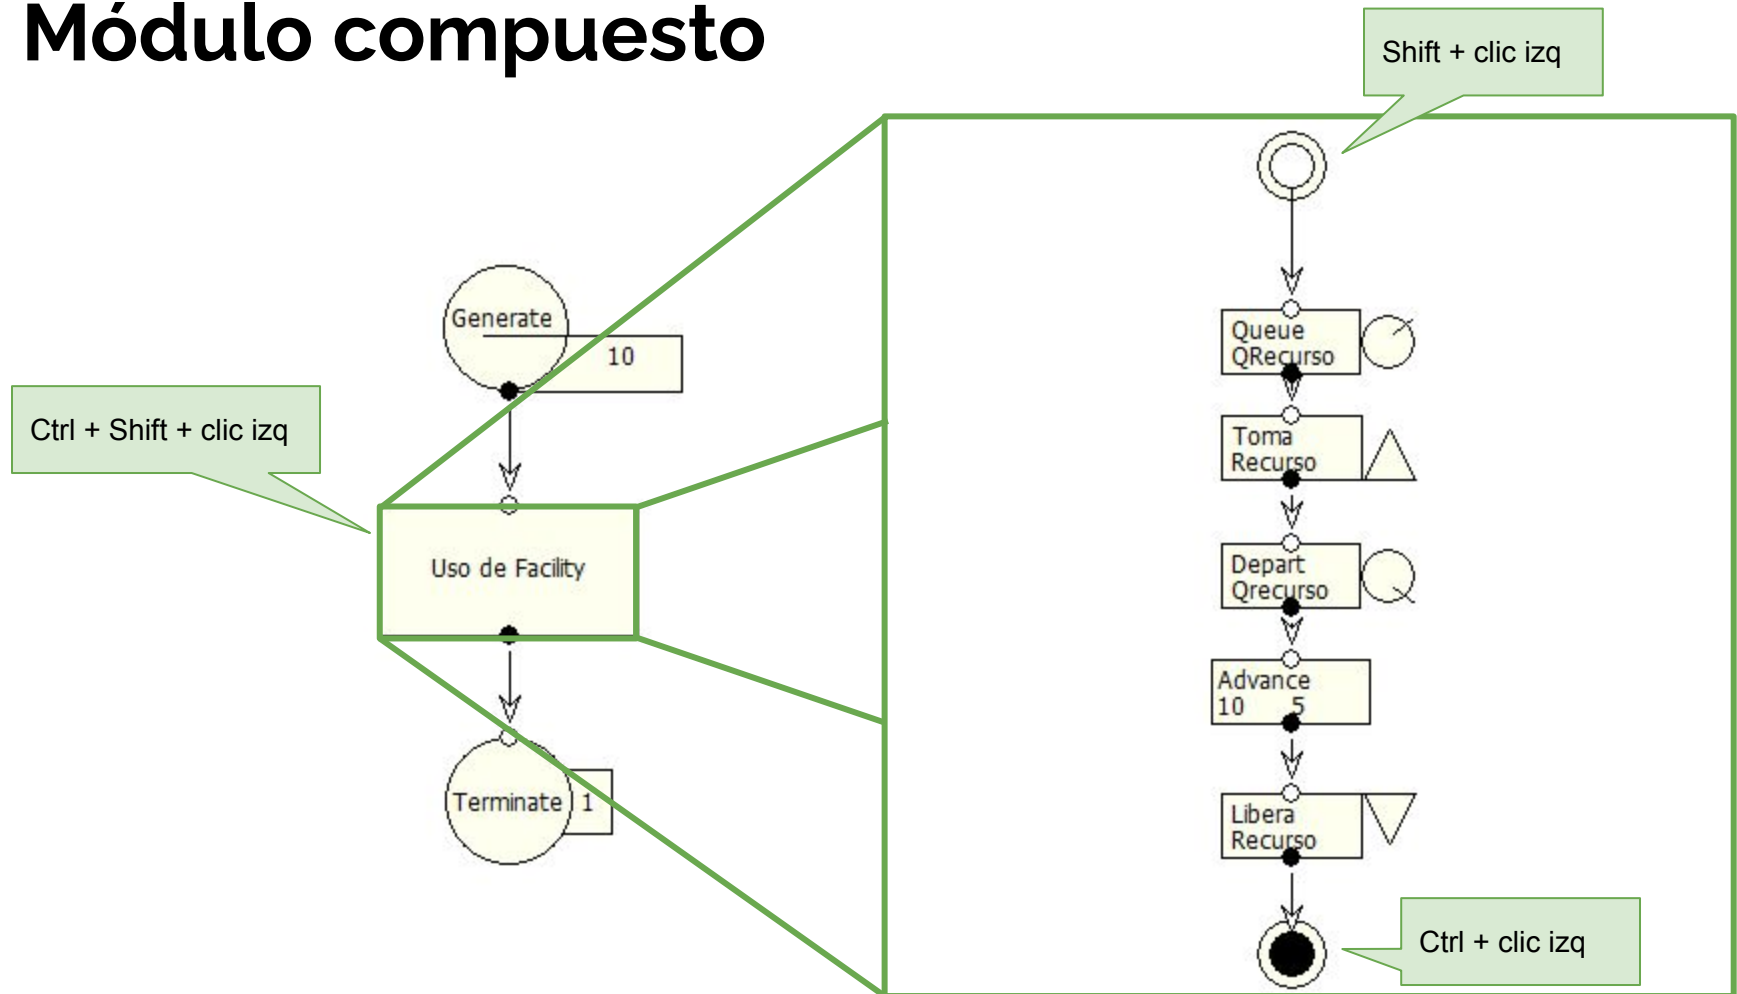 Módulo compuesto
Shift + clic izq
Generate
10
Ctrl + Shift + clic izq
Uso de Facility
Terminate
1
Queue
QRecurso
Toma
Recurso
Depart
Qrecurso
Advance
10 5
Libera
Recurso
Ctrl + clic izq